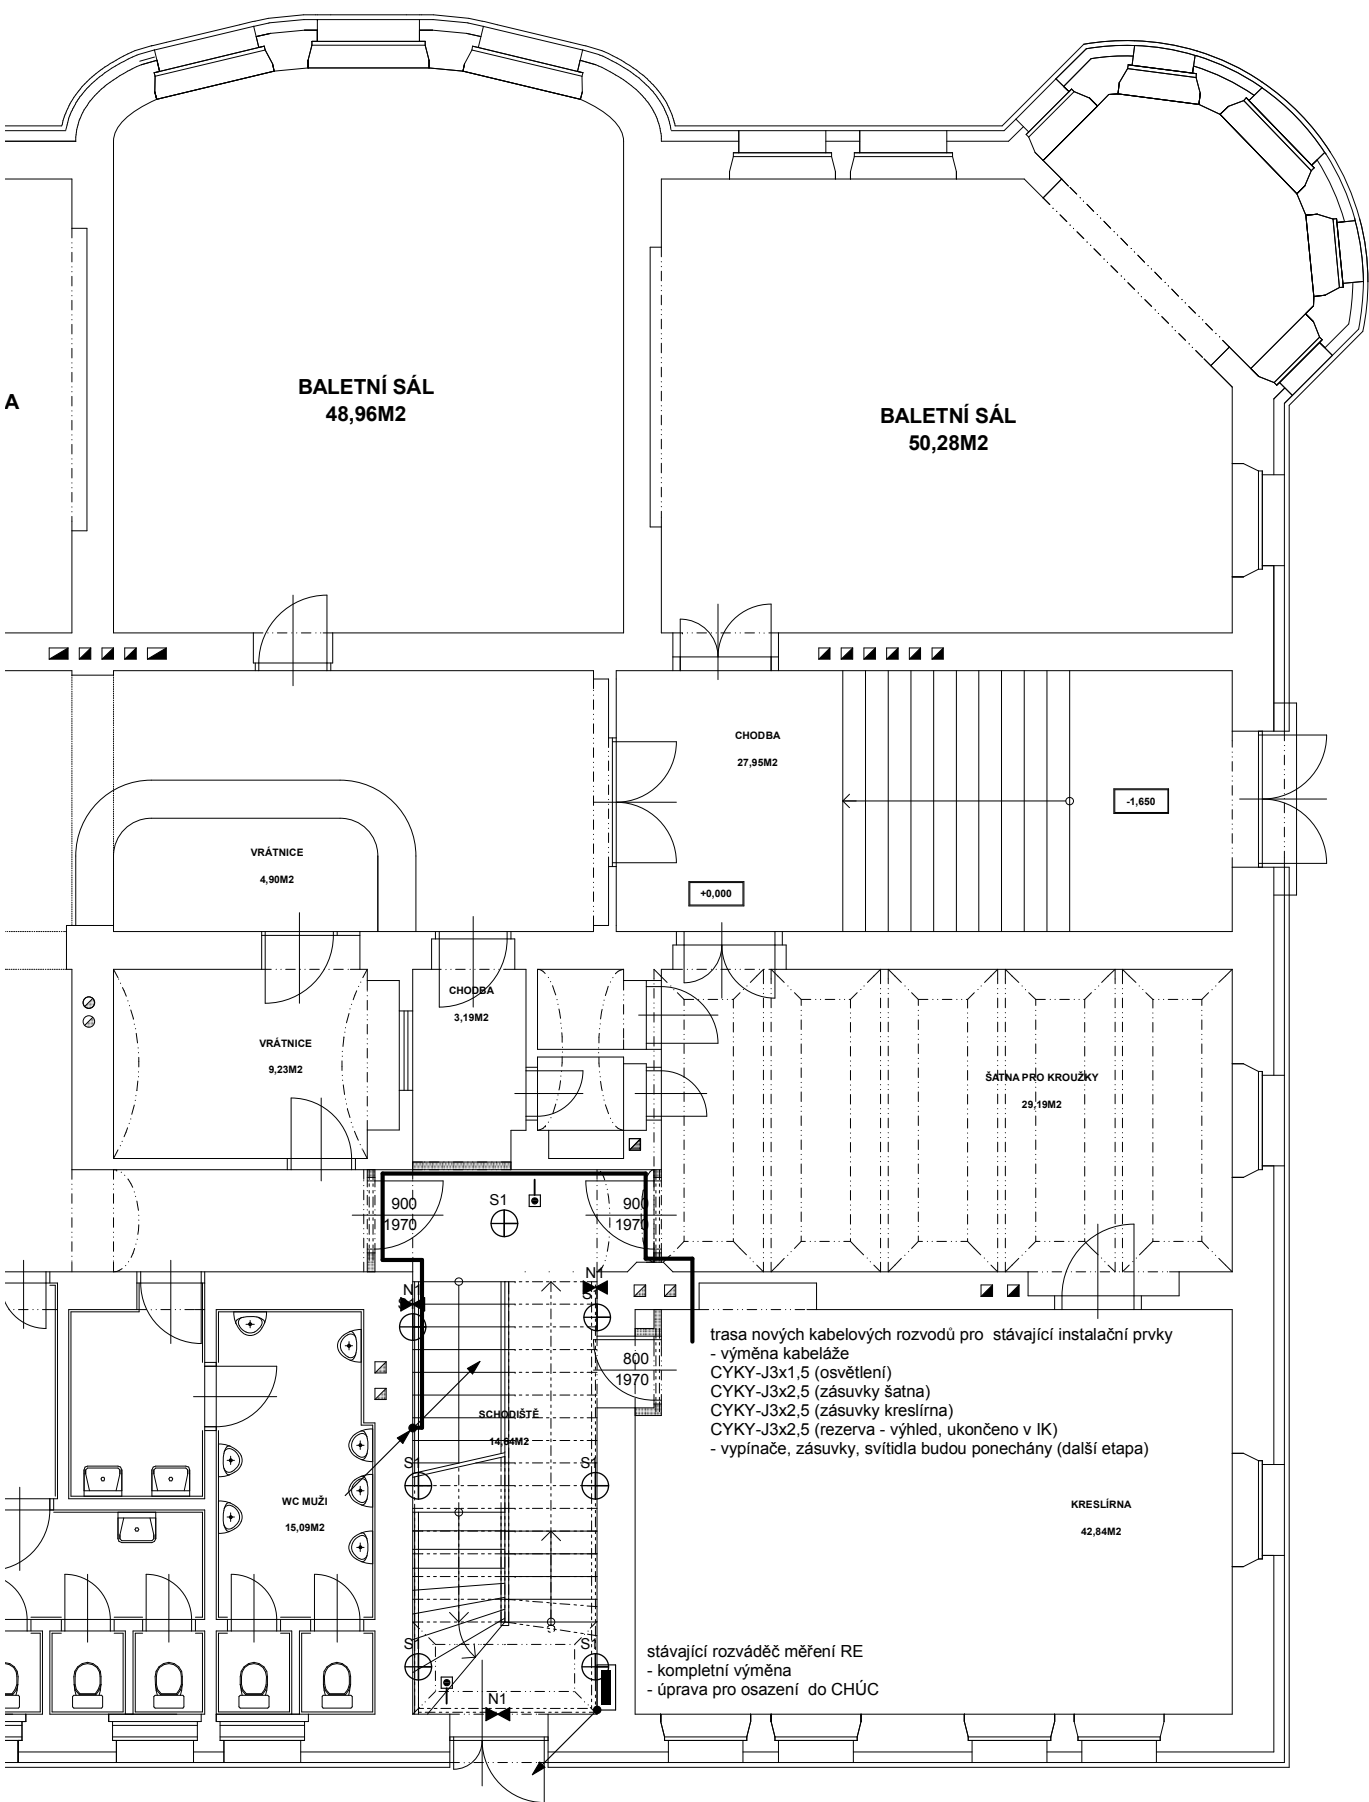 A
BALETNÍ SÁL
48,96M2
BALETNÍ SÁL
50,28M2
CHODBA
27,95M2
-1,650
+0,000
VRÁTNICE
4,90M2
CHODBA
3,19M2
VRÁTNICE
9,23M2
ŠATNA PRO KROUŽKY
29,19M2
900
1970
S1
900
1970
N1
S1
N1
S1
trasa nových kabelových rozvodů pro stávající instalační prvky
- výměna kabeláže
CYKY-J3x1,5 (osvětlení)
CYKY-J3x2,5 (zásuvky šatna)
CYKY-J3x2,5 (zásuvky kreslírna)
CYKY-J3x2,5 (rezerva - výhled, ukončeno v IK)
- vypínače, zásuvky, svítidla budou ponechány (další etapa)
800
1970
SCHODIŠTĚ
14,64M2
S1
S1
WC MUŽI
15,09M2
KRESLÍRNA
42,84M2
S1
S1
N1
stávající rozváděč měření RE
- kompletní výměna
- úprava pro osazení do CHÚC